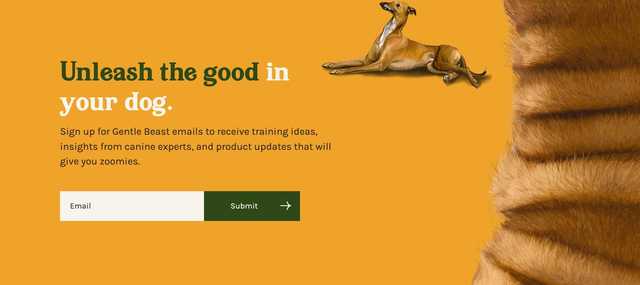 Unleash the good in
your dog.
Sign up for Gentle Beast emails to receive training ideas,
insights from canine experts, and product updates that will
give you zoomies.
Email
Submit